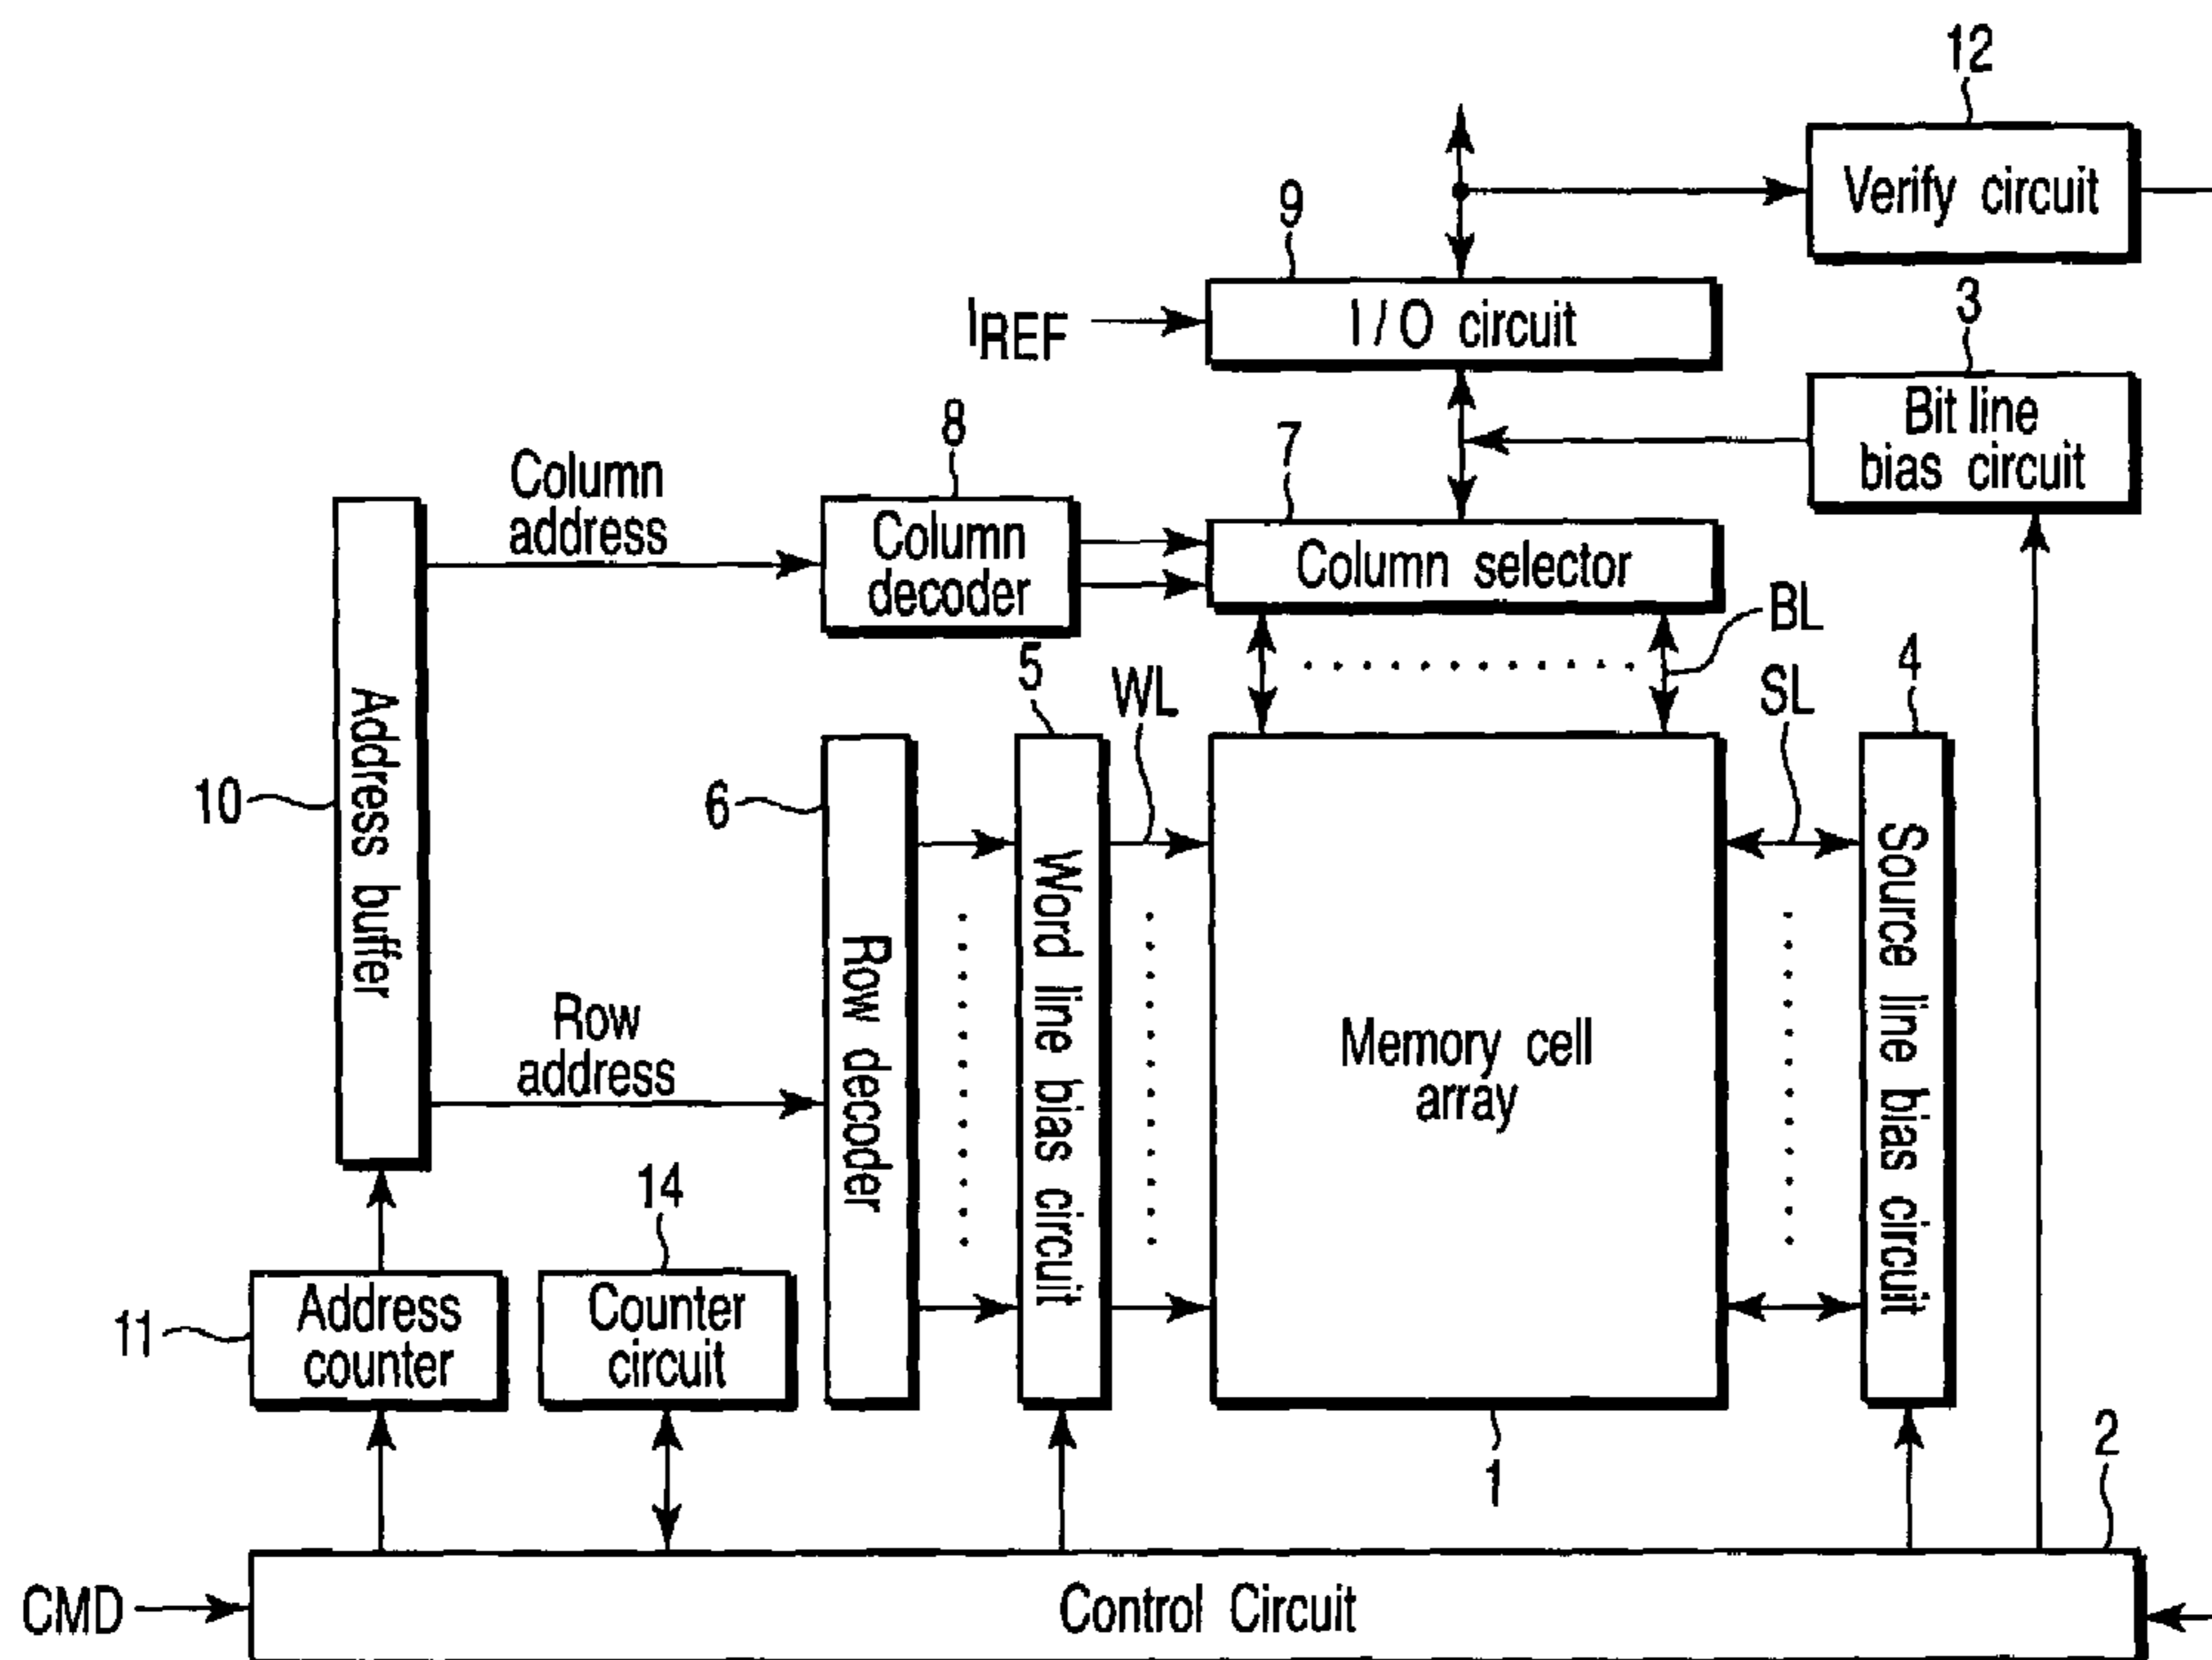 12
Verify circuit
9
I/O circuit
IREF
3
Bit line
bias circuit
8
Column
decoder
Column
address
7
Column selector
BL
5
WL
SL
4
10
Address buffer
6
Row decoder
Word line bias circuit
Memory cell
array
Source line bias circuit
Row
address
14
11
Address
counter
Counter
circuit
1
2
CMD
Control Circuit